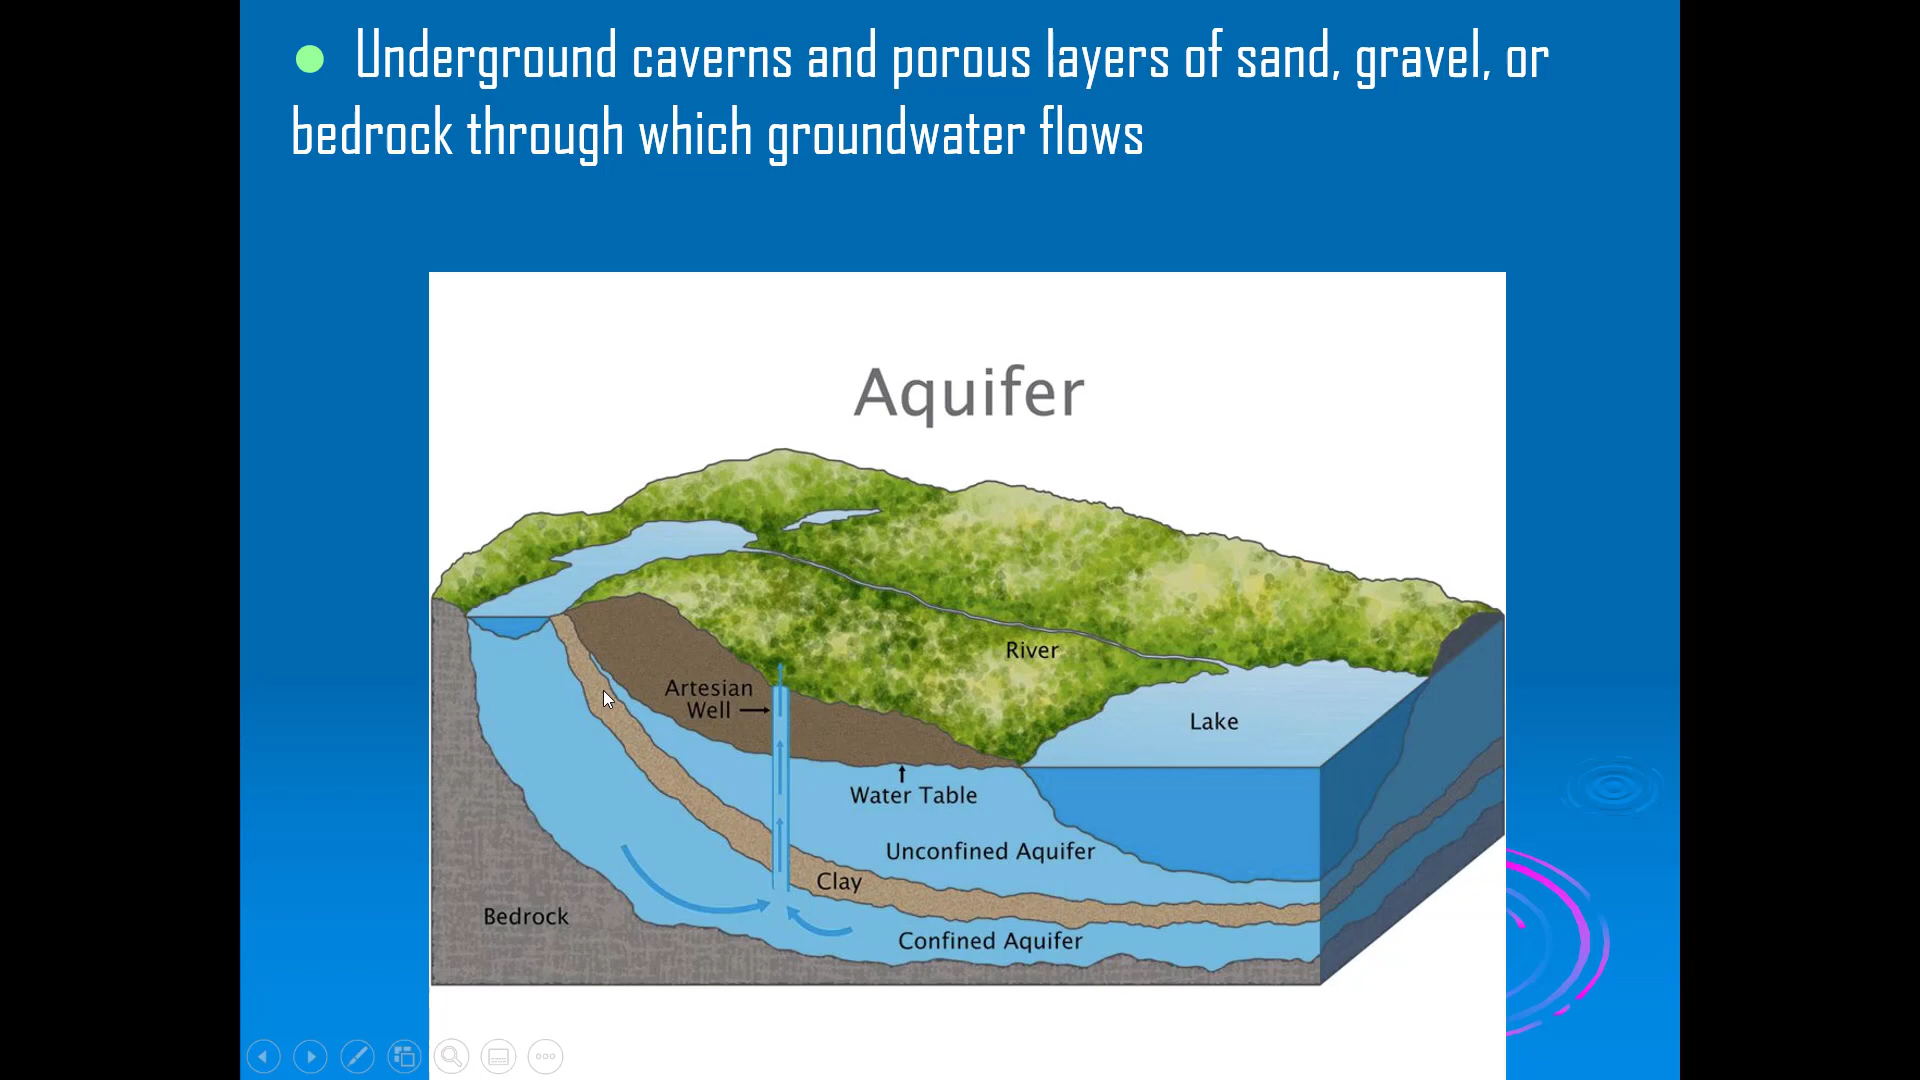 Underground caverns and porous layers of sand, gravel, or
bedrock through which groundwater flows
Aquifer
River
Artesian
Well
Lake
Water Table
Unconfined Aquifer
Clay
Bedrock
Confined Aquifer